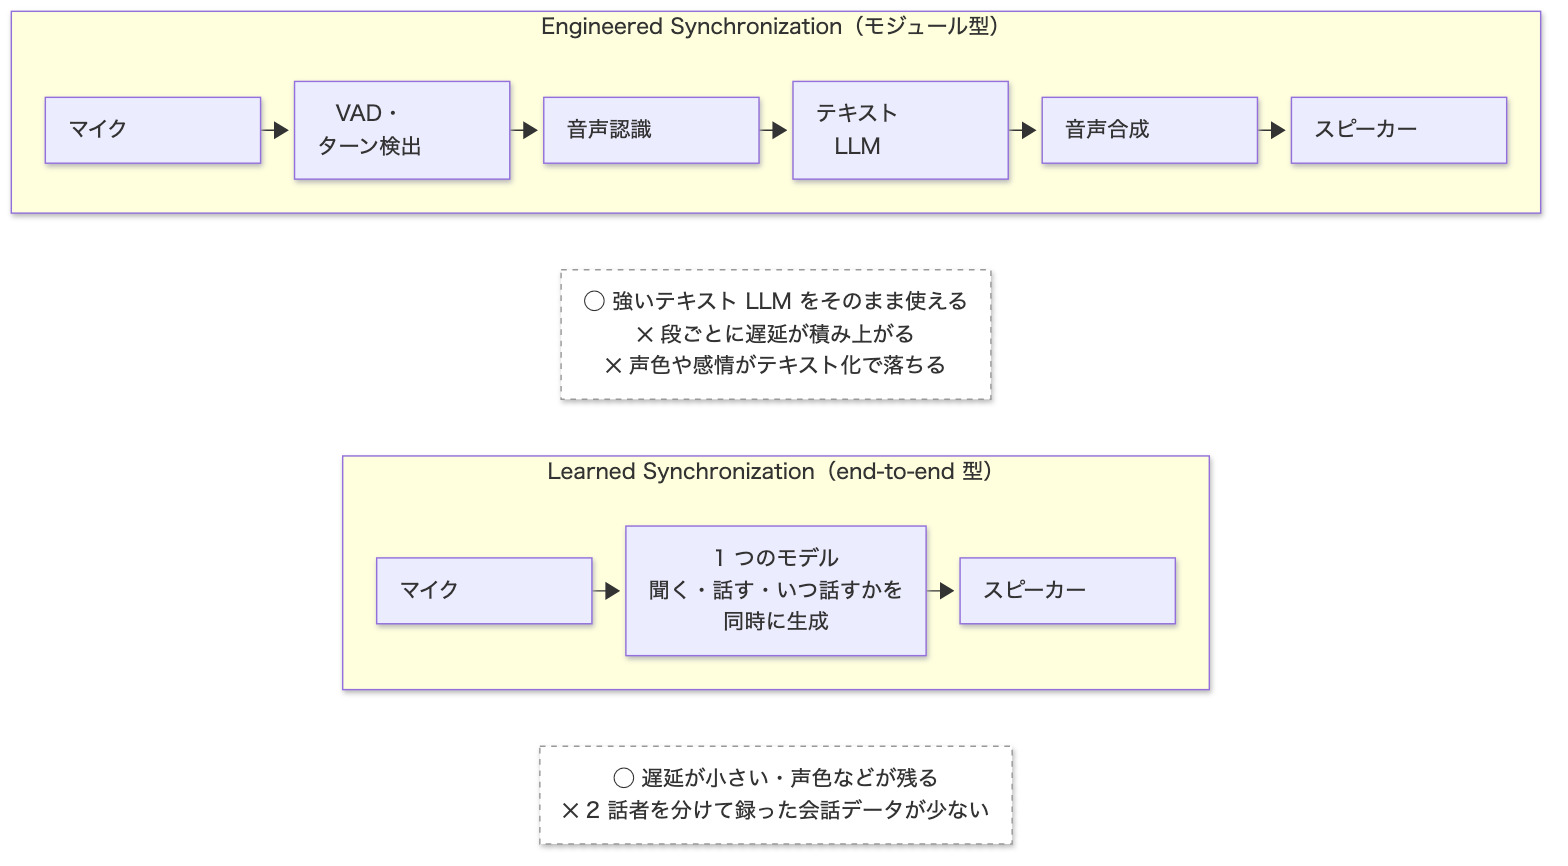 Engineered Synchronization（モジュール型）
マイク
VAD・
ターン検出
音声認識
テキスト
LLM
音声合成
スピーカー
○ 強いテキスト LLM をそのまま使える
× 段ごとに遅延が積み上がる
× 声色や感情がテキスト化で落ちる
Learned Synchronization（end-to-end 型）
マイク
1 つのモデル
聞く・話す・いつ話すかを
同時に生成
スピーカー
○ 遅延が小さい・声色などが残る
× 2 話者を分けて録った会話データが少ない